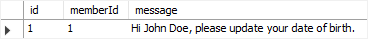 id memberId message
1 1 Hi John Doe, please update your date of birth.